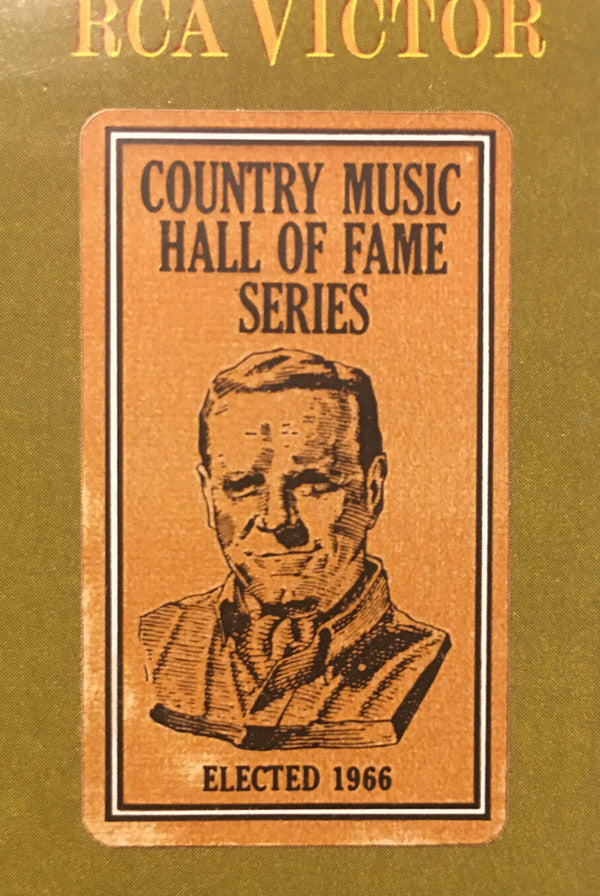 RCA VICTOR
COUNTRY MUSIC
HALL OF FAME
SERIES
ELECTED 1966